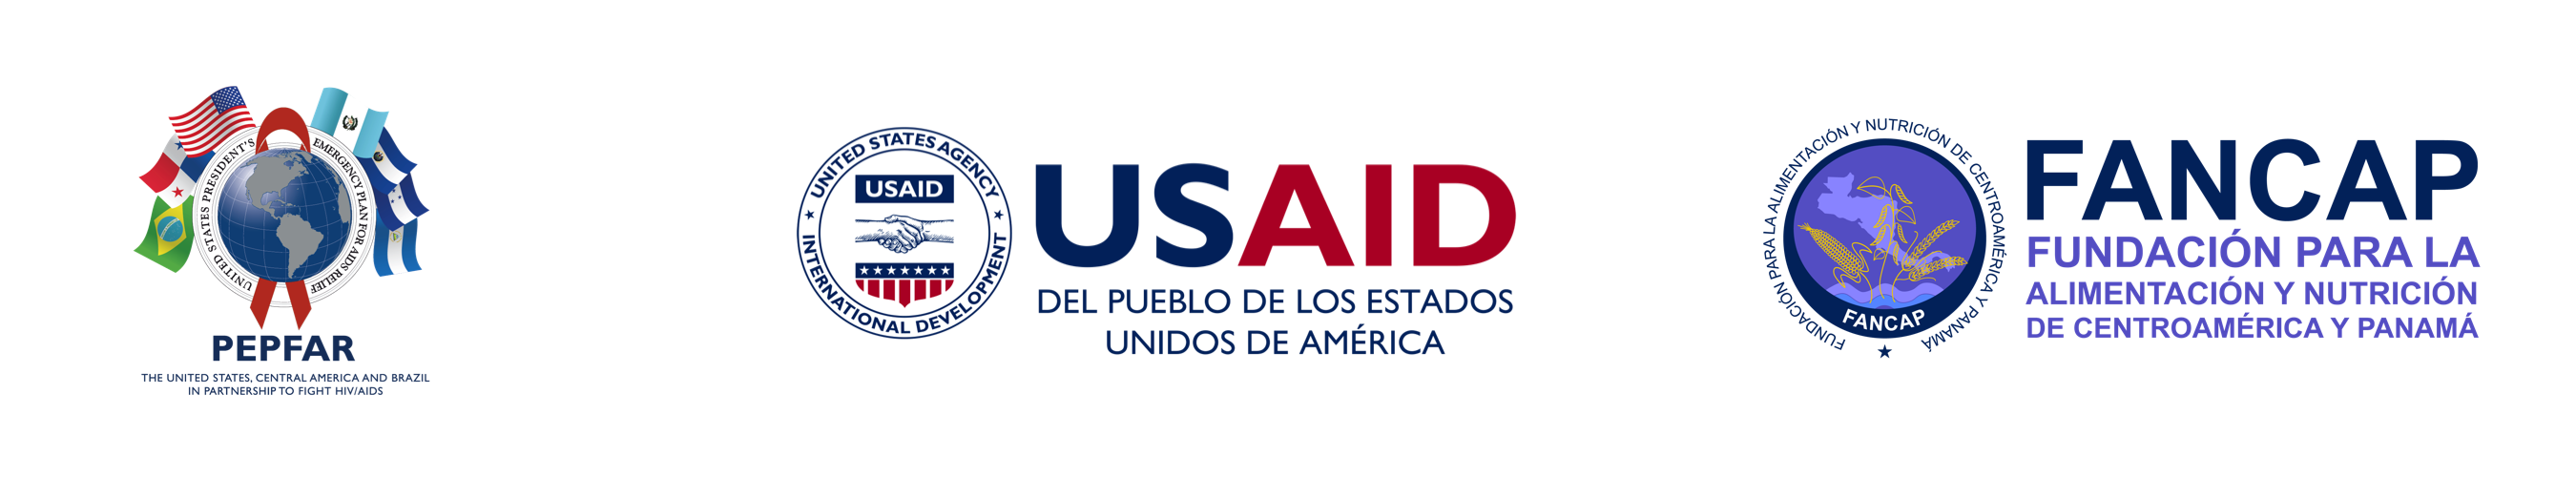 UNITED STATES PRESIDENT'S EMERGENCY PLAN FOR AIDS RELIEF
PEPFAR
THE UNITED STATES, CENTRAL AMERICA AND BRAZIL
IN PARTNERSHIP TO FIGHT HIV/AIDS
UNITED STATES AGENCY
USAID
INTERNATIONAL DEVELOPMENT
USAID
DEL PUEBLO DE LOS ESTADOS
UNIDOS DE AMÉRICA
FUNDACIÓN PARA LA ALIMENTACIÓN Y NUTRICIÓN DE CENTROAMÉRICA Y PANAMÁ
FANCAP
FANCAP
FUNDACIÓN PARA LA
ALIMENTACIÓN Y NUTRICIÓN
DE CENTROAMÉRICA Y PANAMÁ